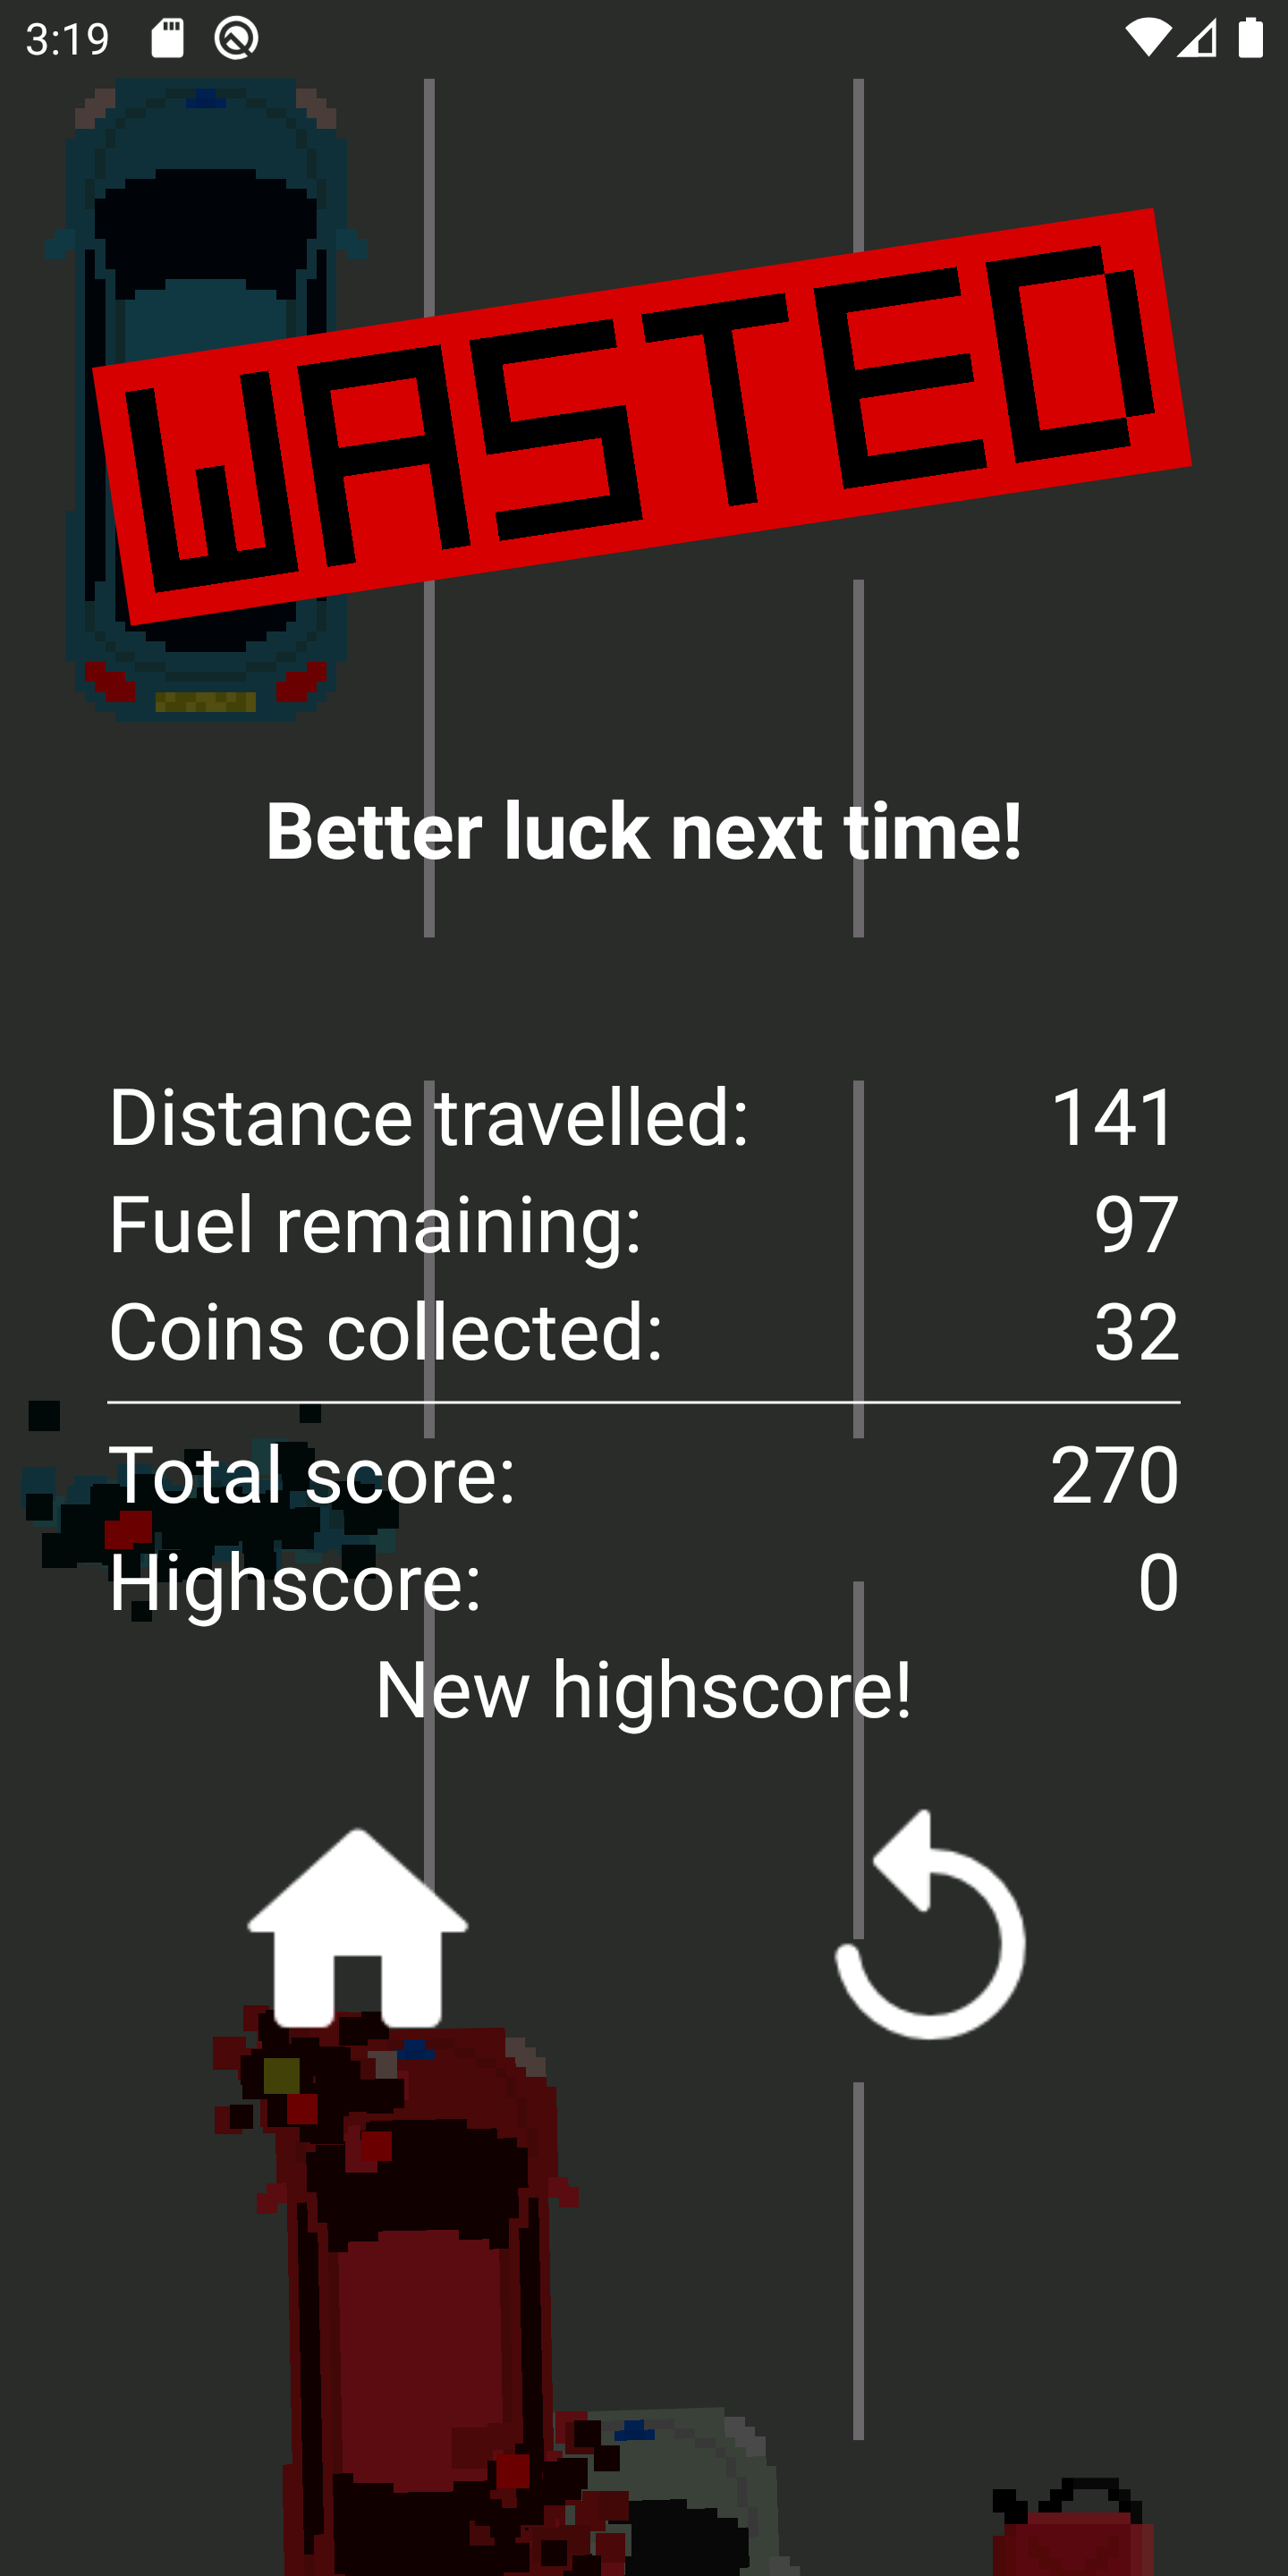 3:19
WASTED
Better luck next time!
Distance travelled: 141
Fuel remaining: 97
Coins collected: 32
Total score: 270
Highscore: 0
New highscore!